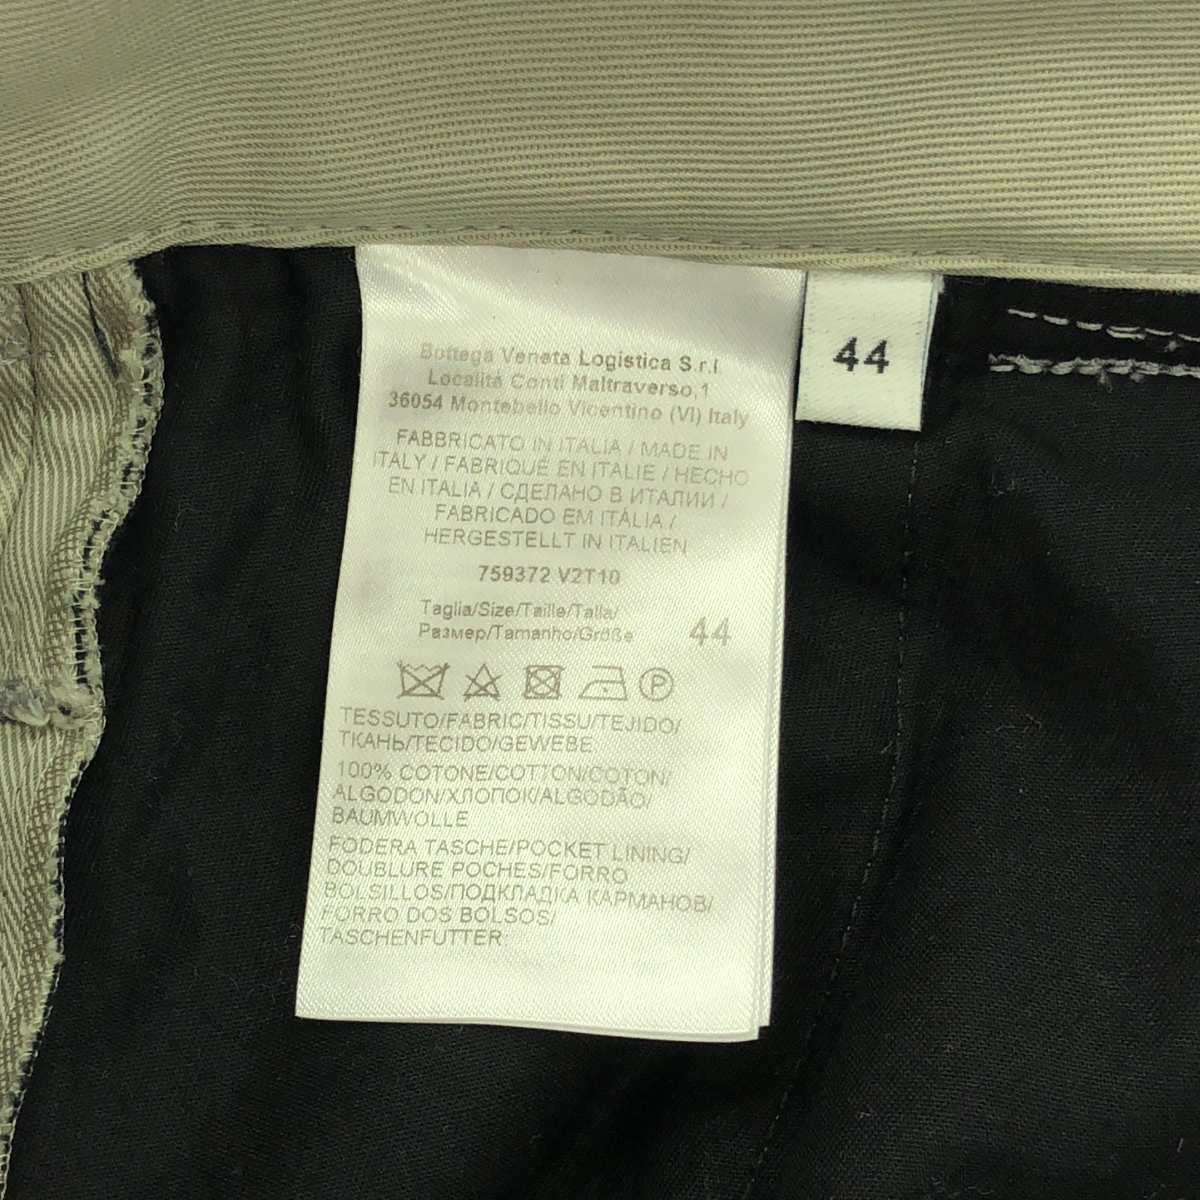 Bottega Veneta Logistica S.r.l.
Località Conti Maltraverso,1
36054 Montebello Vicentino (VI) Italy
FABBRICATO IN ITALIA / MADE IN
ITALY / FABRIQUÉ EN ITALIE / HECHO
EN ITALIA / СДЕЛАНО В ИТАЛИИ /
FABRICADO EM ITÁLIA /
HERGESTELLT IN ITALIEN
759372 V2T10
Taglia/Size/Taille/Talla/
Размер/Tamanho/Größe 44
P
TESSUTO/FABRIC/TISSU/TEJIDO/
ТКАНЬ/TECIDO/GEWEBE:
100% COTONE/COTTON/COTON/
ALGODON/ХЛОПОК/ALGODÃO/
BAUMWOLLE
FODERA TASCHE/POCKET LINING/
DOUBLURE POCHES/FORRO
BOLSILLOS/ПОДКЛАДКА КАРМАНОВ/
FORRO DOS BOLSOS/
TASCHENFUTTER:
44